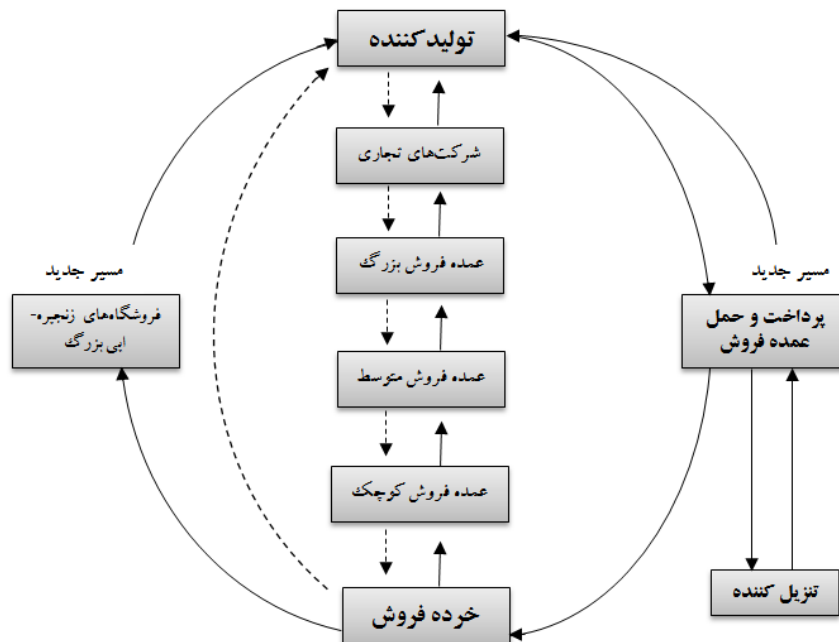 تولیدکننده
شرکت‌های تجاری
عمده فروش بزرگ
مسیر جدید
مسیر جدید
پرداخت و حمل
عمده فروش
فروشگاه‌های زنجیره-
ایی بزرگ
عمده فروش متوسط
عمده فروش کوچک
تنزیل کننده
خرده فروش